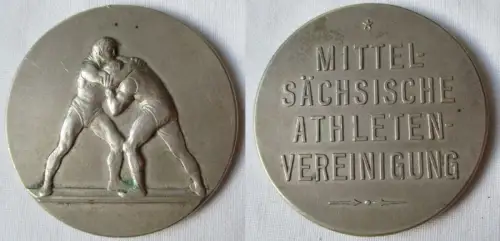 MITTEL-
SÄCHSISCHE
ATHLETEN-
VEREINIGUNG